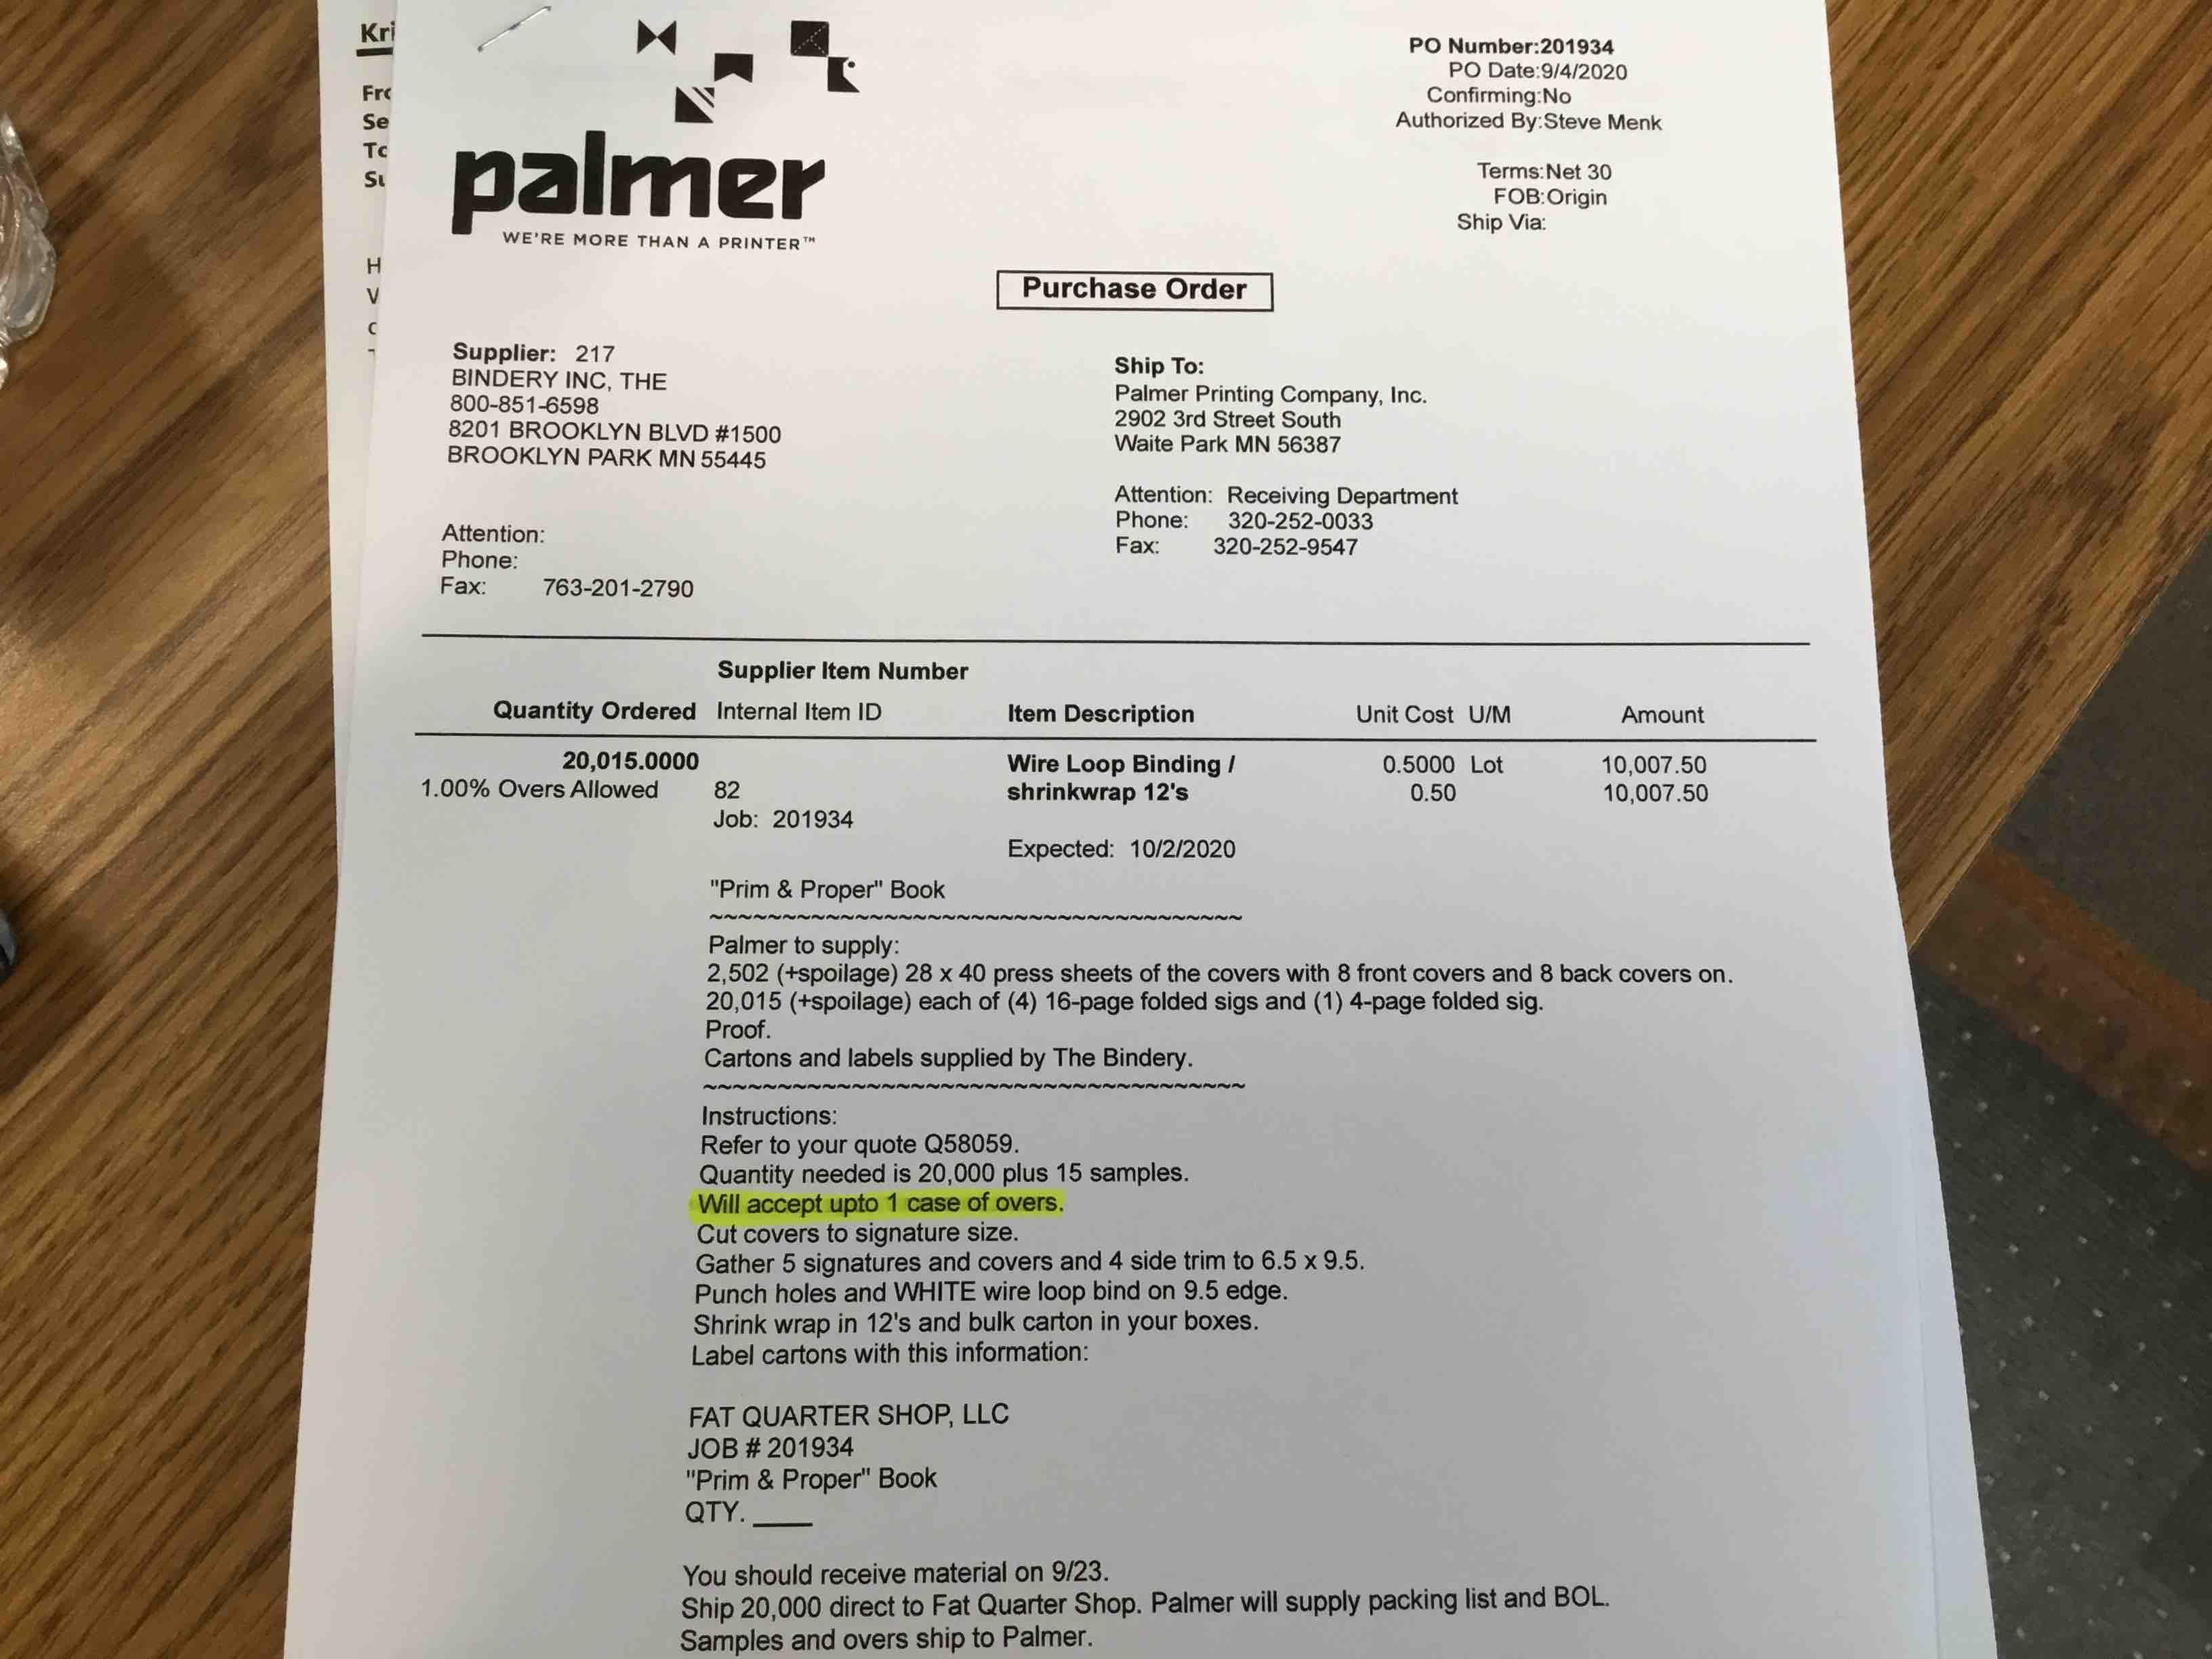 Kri
Fro
Se
To
Su
H
V
palmer
WE'RE MORE THAN A PRINTER™
PO Number:201934
PO Date:9/4/2020
Confirming:No
Authorized By:Steve Menk
Terms:Net 30
FOB:Origin
Ship Via:
Purchase Order
Supplier: 217
BINDERY INC, THE
800-851-6598
8201 BROOKLYN BLVD #1500
BROOKLYN PARK MN 55445
Attention:
Phone:
Fax: 763-201-2790
Ship To:
Palmer Printing Company, Inc.
2902 3rd Street South
Waite Park MN 56387
Attention: Receiving Department
Phone: 320-252-0033
Fax: 320-252-9547
Supplier Item Number
Quantity Ordered Internal Item ID Item Description Unit Cost U/M Amount
20,015.0000 Wire Loop Binding / 0.5000 Lot 10,007.50
1.00% Overs Allowed 82 shrinkwrap 12's 0.50 10,007.50
Job: 201934
Expected: 10/2/2020
"Prim & Proper" Book
~~~~~~~~~~~~~~~~~~~~~~~~~~~~~~~~~~~~~
Palmer to supply:
2,502 (+spoilage) 28 x 40 press sheets of the covers with 8 front covers and 8 back covers on.
20,015 (+spoilage) each of (4) 16-page folded sigs and (1) 4-page folded sig.
Proof.
Cartons and labels supplied by The Bindery.
~~~~~~~~~~~~~~~~~~~~~~~~~~~~~~~~~~~~~
Instructions:
Refer to your quote Q58059.
Quantity needed is 20,000 plus 15 samples.
Will accept upto 1 case of overs.
Cut covers to signature size.
Gather 5 signatures and covers and 4 side trim to 6.5 x 9.5.
Punch holes and WHITE wire loop bind on 9.5 edge.
Shrink wrap in 12's and bulk carton in your boxes.
Label cartons with this information:
FAT QUARTER SHOP, LLC
JOB # 201934
"Prim & Proper" Book
QTY. ____
You should receive material on 9/23.
Ship 20,000 direct to Fat Quarter Shop. Palmer will supply packing list and BOL.
Samples and overs ship to Palmer.